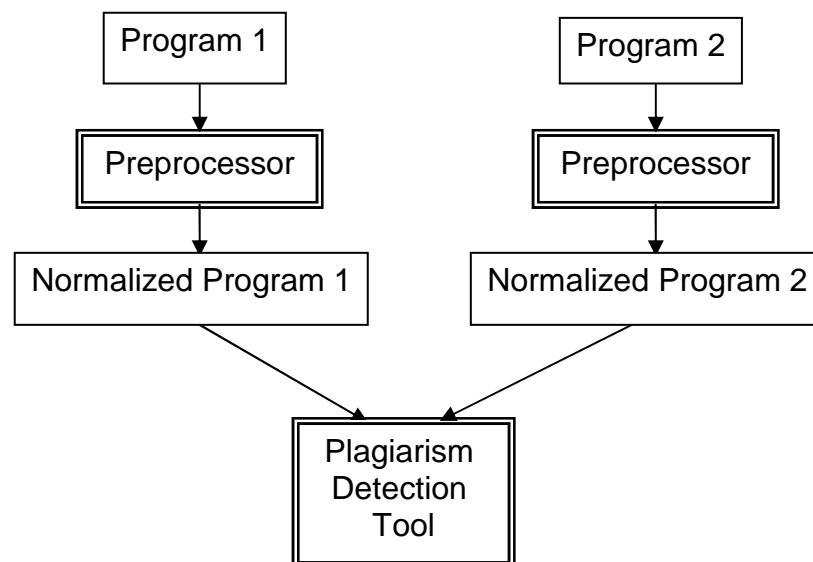 Program 1
Program 2
Preprocessor
Preprocessor
Normalized Program 1
Normalized Program 2
Plagiarism
Detection
Tool